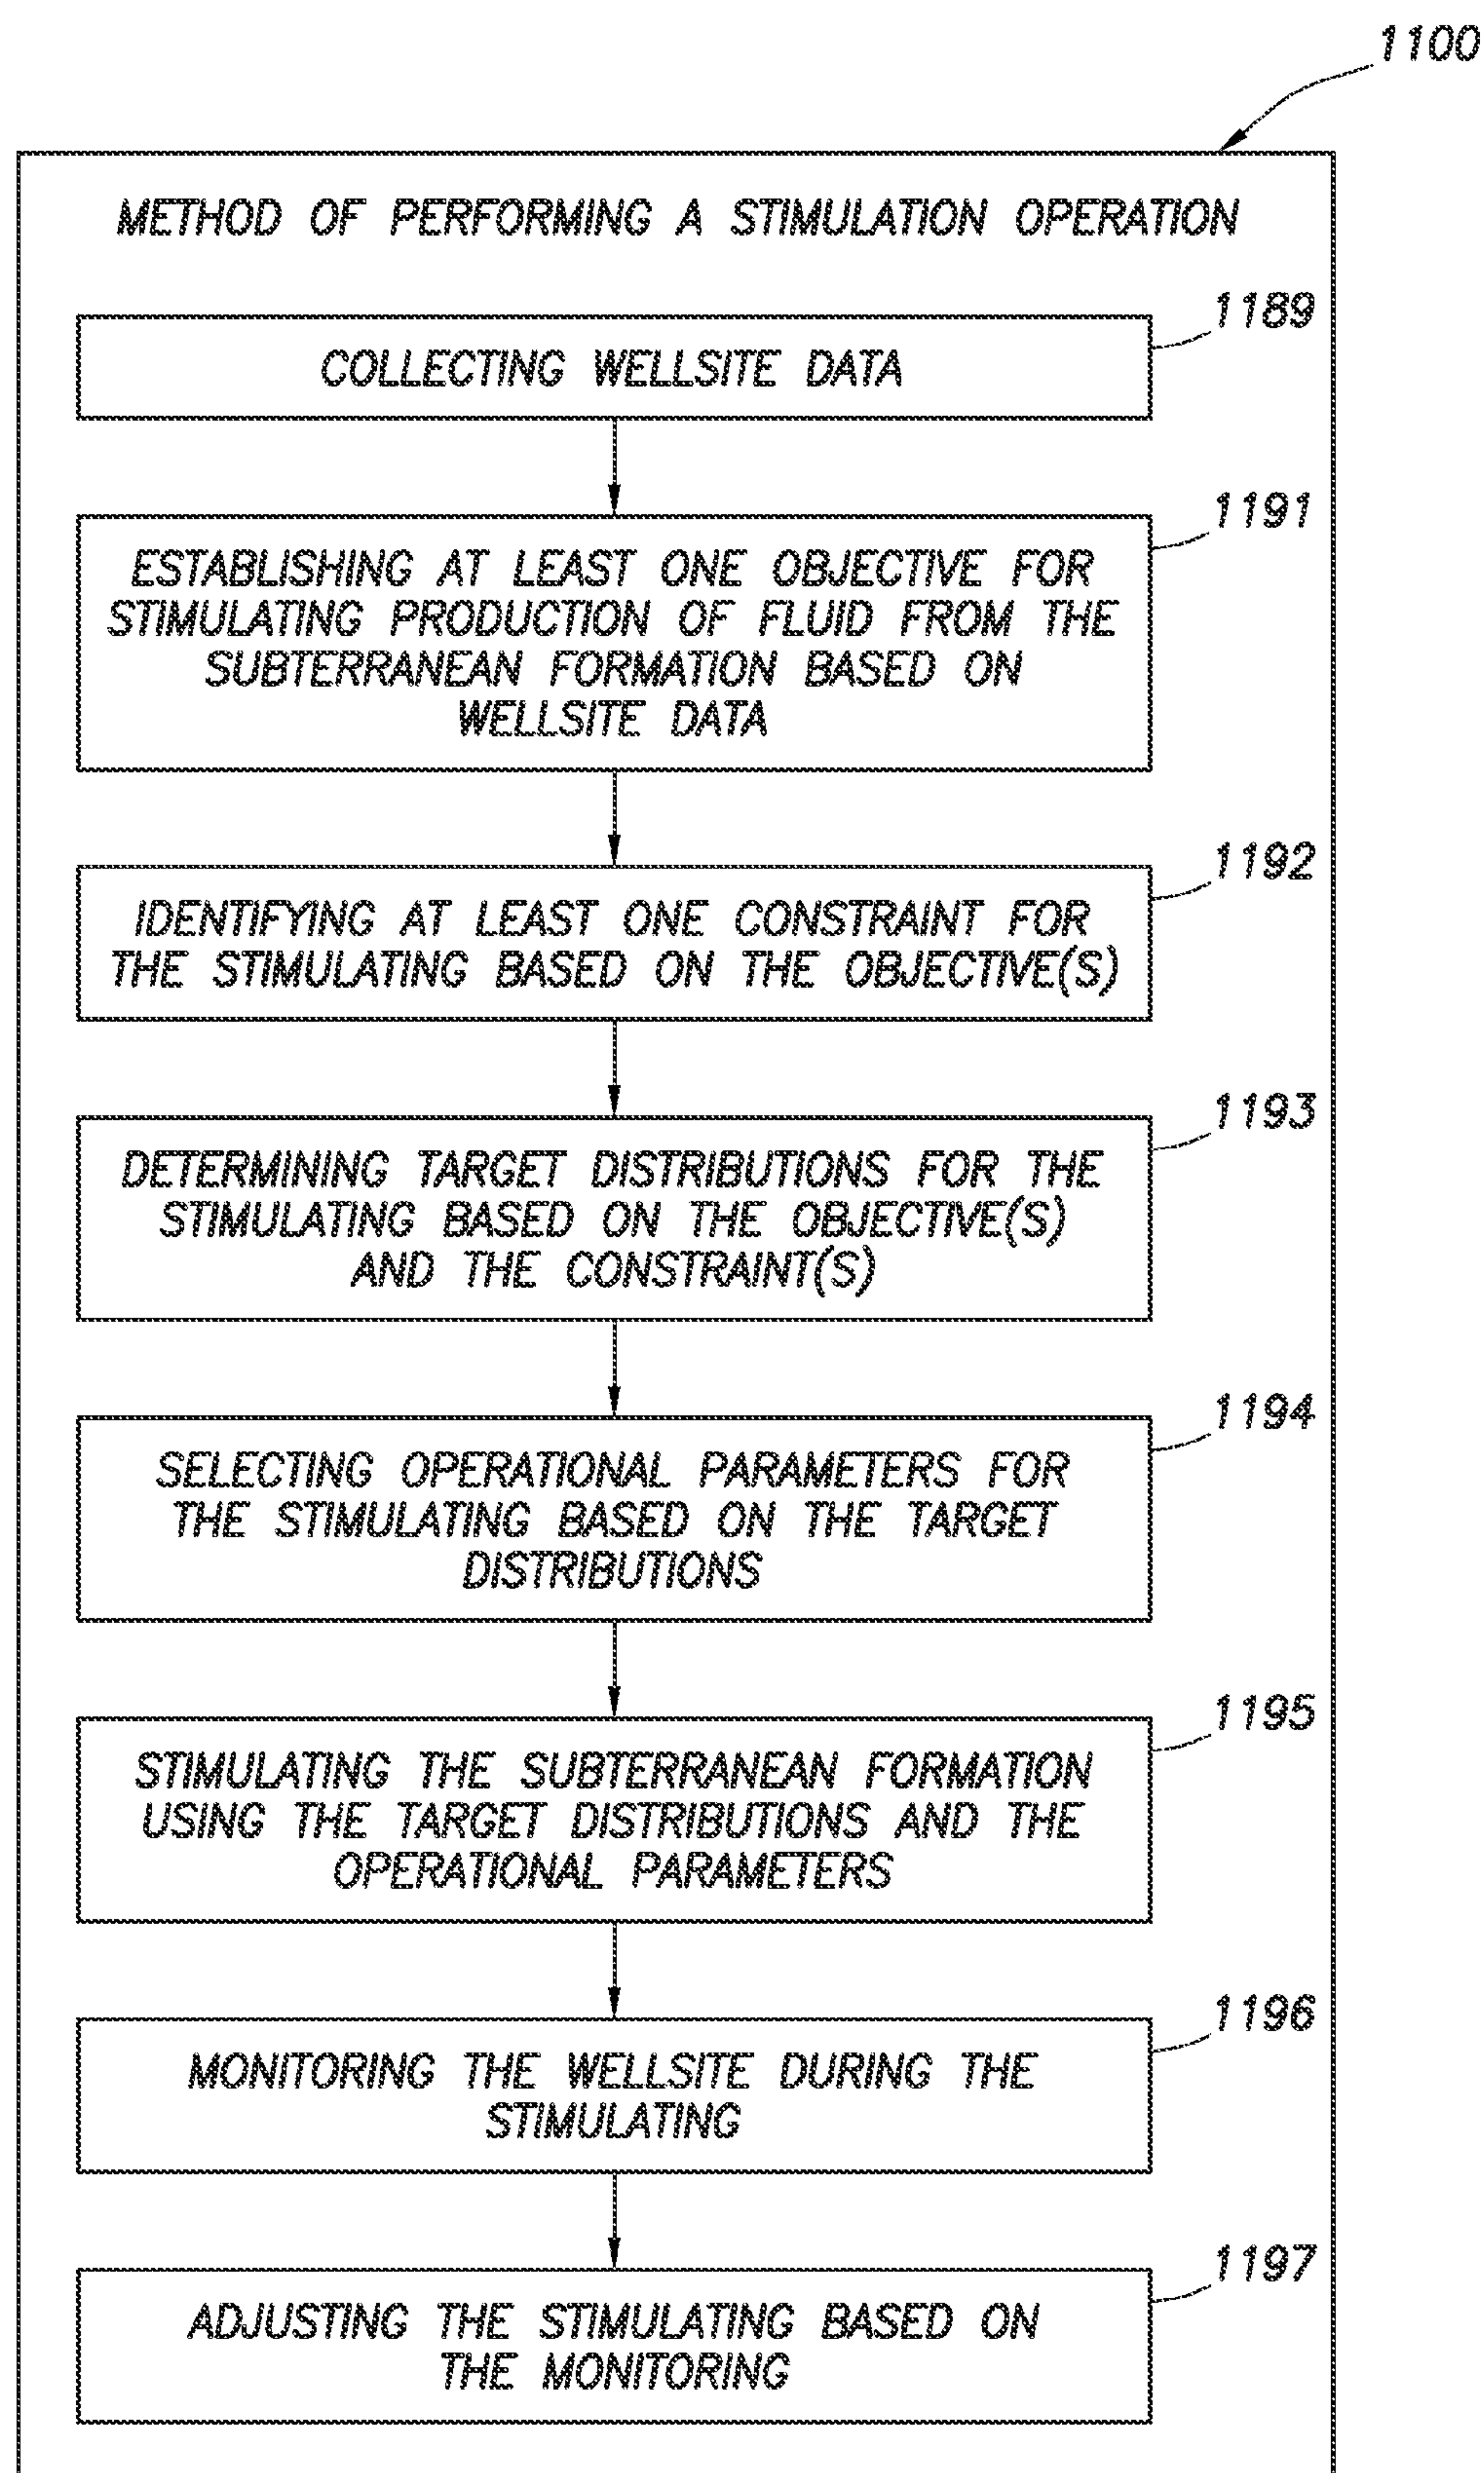 1100
METHOD OF PERFORMING A STIMULATION OPERATION
1189
COLLECTING WELLSITE DATA
1191
ESTABLISHING AT LEAST ONE OBJECTIVE FOR
STIMULATING PRODUCTION OF FLUID FROM THE
SUBTERRANEAN FORMATION BASED ON
WELLSITE DATA
1192
IDENTIFYING AT LEAST ONE CONSTRAINT FOR
THE STIMULATING BASED ON THE OBJECTIVE(S)
1193
DETERMINING TARGET DISTRIBUTIONS FOR THE
STIMULATING BASED ON THE OBJECTIVE(S)
AND THE CONSTRAINT(S)
1194
SELECTING OPERATIONAL PARAMETERS FOR
THE STIMULATING BASED ON THE TARGET
DISTRIBUTIONS
1195
STIMULATING THE SUBTERRANEAN FORMATION
USING THE TARGET DISTRIBUTIONS AND THE
OPERATIONAL PARAMETERS
1196
MONITORING THE WELLSITE DURING THE
STIMULATING
1197
ADJUSTING THE STIMULATING BASED ON
THE MONITORING